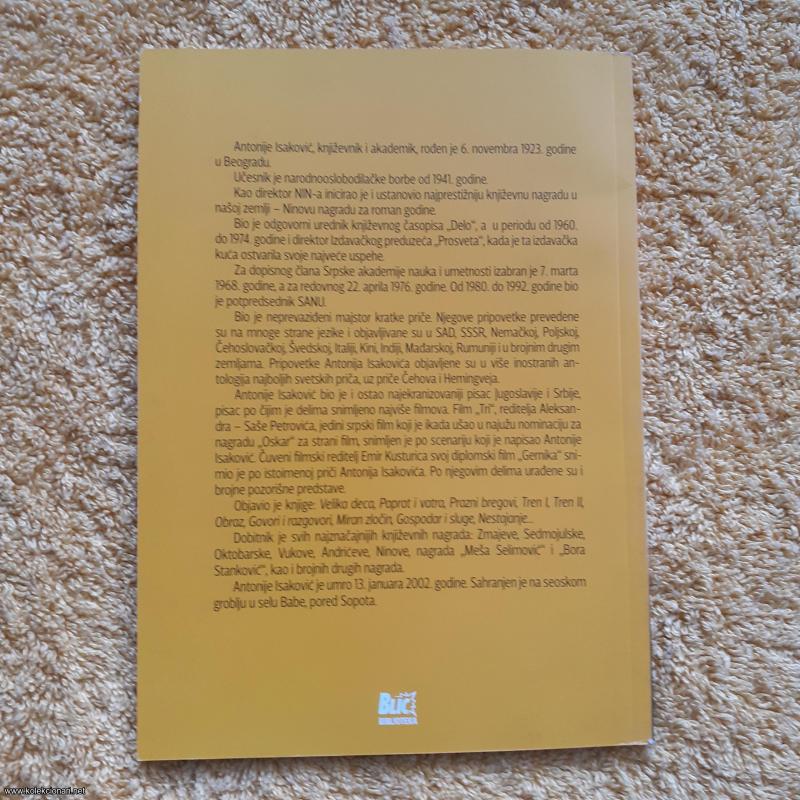 Antonije Isaković, književnik i akademik, rođen je 6. novembra 1923. godine
u Beogradu.
Učesnik je narodnooslobodilačke borbe od 1941. godine.
Kao direktor NIN-a inicirao je i ustanovio najprestižniju književnu nagradu u
našoj zemlji – Ninovu nagradu za roman godine.
Bio je odgovorni urednik književnog časopisa „Delo“, a u periodu od 1960.
do 1974. godine i direktor Izdavačkog preduzeća „Prosveta“, kada je ta izdavačka
kuća ostvarila svoje najveće uspehe.
Za dopisnog člana Srpske akademije nauka i umetnosti izabran je 7. marta
1968. godine, a za redovnog 22. aprila 1976. godine. Od 1980. do 1992. godine bio
je potpredsednik SANU.
Bio je neprevaziđeni majstor kratke priče. Njegove pripovetke prevedene
su na mnoge strane jezike i objavljivane su u SAD, SSSR, Nemačkoj, Poljskoj,
Čehoslovačkoj, Švedskoj, Italiji, Kini, Indiji, Mađarskoj, Rumuniji i u brojnim drugim
zemljama. Pripovetke Antonija Isakovića objavljene su u više inostranih an-
tologija najboljih svetskih priča, uz priče Čehova i Hemingveja.
Antonije Isaković bio je i ostao najekranizovaniji pisac Jugoslavije i Srbije,
pisac po čijim je delima snimljeno najviše filmova. Film „Tri“, reditelja Aleksan-
dra – Saše Petrovića, jedini srpski film koji je ikada ušao u najužu nominaciju za
nagradu „Oskar“ za strani film, snimljen je po scenariju koji je napisao Antonije
Isaković. Čuveni filmski reditelj Emir Kusturica svoj diplomski film „Gernika“ sni-
mio je po istoimenoj priči Antonija Isakovića. Po njegovim delima urađene su i
brojne pozorišne predstave.
Objavio je knjige: Velika deca, Paprat i vatra, Prazni bregovi, Tren I, Tren II,
Obraz, Govori i razgovori, Miran zločin, Gospodar i sluge, Nestajanje...
Dobitnik je svih najznačajnijih književnih nagrada: Zmajeve, Sedmojulske,
Oktobarske, Vukove, Andrićeve, Ninove, nagrada „Meša Selimović“ i „Bora
Stanković“, kao i brojnih drugih nagrada.
Antonije Isaković je umro 13. januara 2002. godine. Sahranjen je na seoskom
groblju u selu Babe, pored Sopota.
Blic
BIBLIOTEKA
www.kolekcionari.net